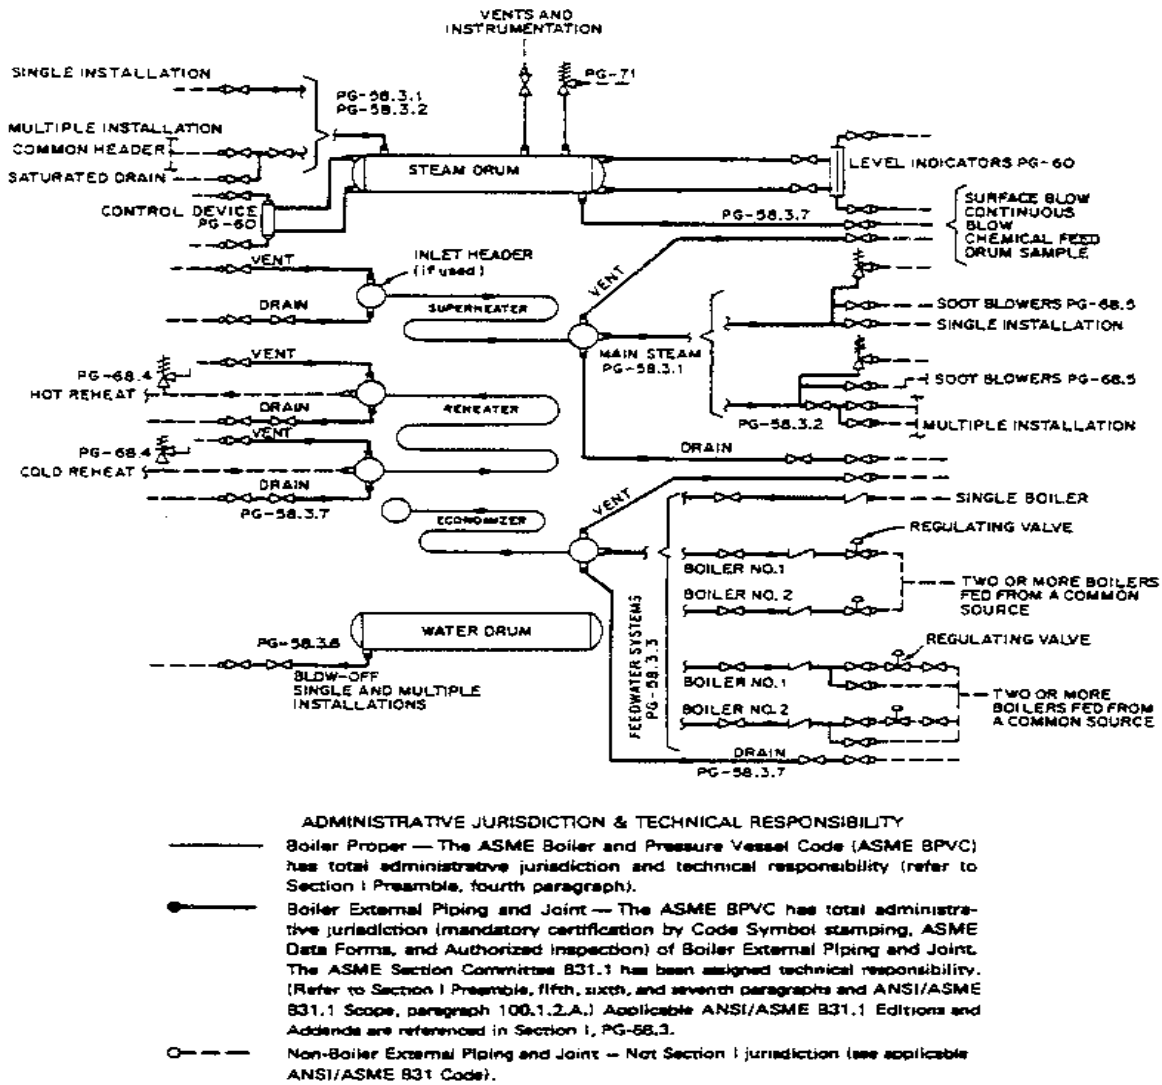 VENTS AND
INSTRUMENTATION
SINGLE INSTALLATION
PG-71
PG-58.3.1
PG-58.3.2
MULTIPLE INSTALLATION
COMMON HEADER
SATURATED DRAIN
STEAM DRUM
LEVEL INDICATORS PG-60
CONTROL DEVICE
PG-60
PG-58.3.7
SURFACE BLOW
CONTINUOUS
BLOW
CHEMICAL FEED
DRUM SAMPLE
VENT
INLET HEADER
(if used)
VENT
DRAIN
SUPERHEATER
SOOT BLOWERS PG-68.5
SINGLE INSTALLATION
MAIN STEAM
PG-58.3.1
VENT
PG-68.4
HOT REHEAT
SOOT BLOWERS PG-68.5
REHEATER
DRAIN
PG-58.3.2
MULTIPLE INSTALLATION
VENT
PG-68.4
COLD REHEAT
DRAIN
DRAIN
PG-58.3.7
VENT
SINGLE BOILER
ECONOMIZER
REGULATING VALVE
BOILER NO.1
TWO OR MORE BOILERS
FED FROM A COMMON
SOURCE
BOILER NO. 2
WATER DRUM
FEEDWATER SYSTEMS
PG-58.3.3
PG-58.3.6
REGULATING VALVE
BLOW-OFF
SINGLE AND MULTIPLE
INSTALLATIONS
BOILER NO.1
TWO OR MORE
BOILERS FED FROM
A COMMON SOURCE
BOILER NO. 2
DRAIN
PG-58.3.7
ADMINISTRATIVE JURISDICTION & TECHNICAL RESPONSIBILITY
Boiler Proper — The ASME Boiler and Pressure Vessel Code (ASME BPVC)
has total administrative jurisdiction and technical responsibility (refer to
Section I Preamble, fourth paragraph).
Boiler External Piping and Joint — The ASME BPVC has total administra-
tive jurisdiction (mandatory certification by Code Symbol stamping, ASME
Data Forms, and Authorized Inspection) of Boiler External Piping and Joint.
The ASME Section Committee B31.1 has been assigned technical responsibility.
(Refer to Section I Preamble, fifth, sixth, and seventh paragraphs and ANSI/ASME
B31.1 Scope, paragraph 100.1.2.A.) Applicable ANSI/ASME B31.1 Editions and
Addenda are referenced in Section I, PG-58.3.
Non-Boiler External Piping and Joint – Not Section I jurisdiction (see applicable
ANSI/ASME B31 Code).